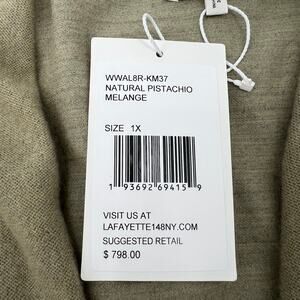 WWAL8R-KM37
NATURAL PISTACHIO
MELANGE
SIZE 1X
1 93692 69415 9
VISIT US AT
LAFAYETTE148NY.COM
SUGGESTED RETAIL
$ 798.00